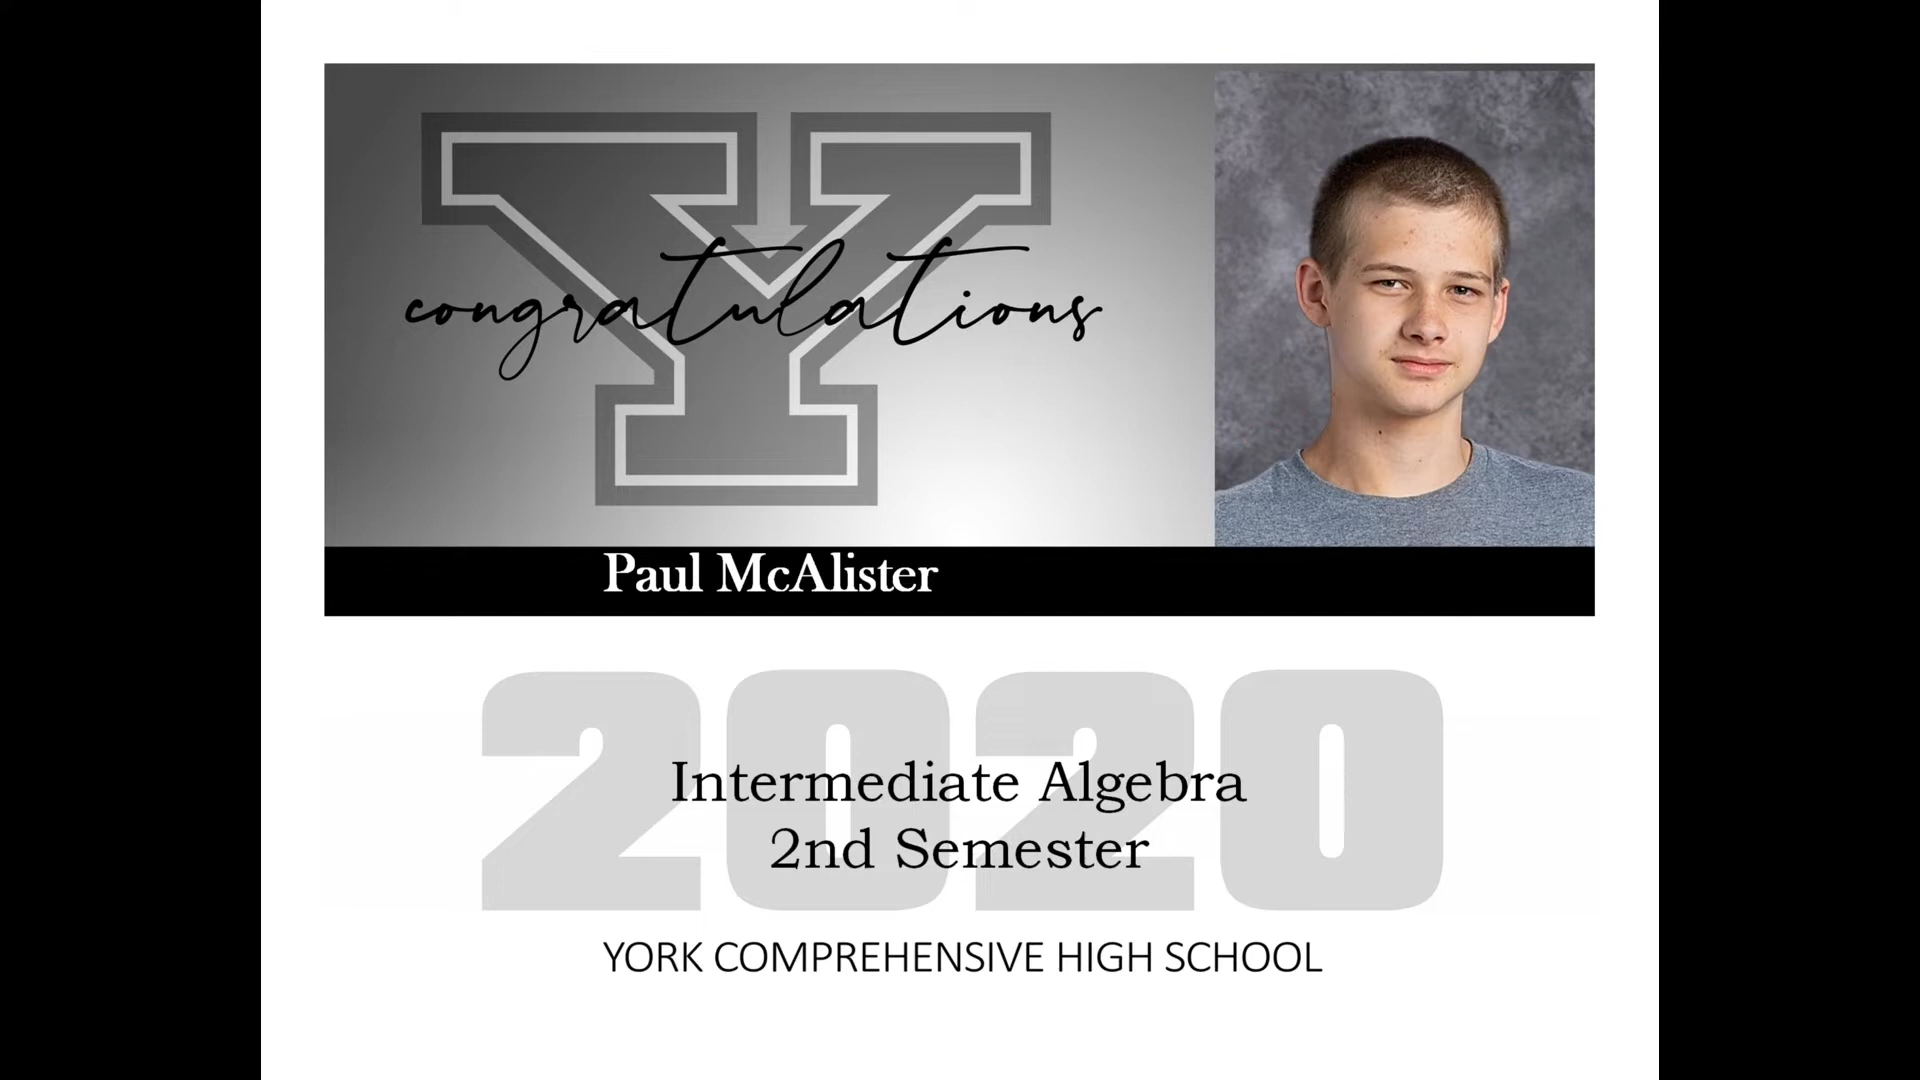 Y
congratulations
Paul McAlister
2020
Intermediate Algebra
2nd Semester
YORK COMPREHENSIVE HIGH SCHOOL